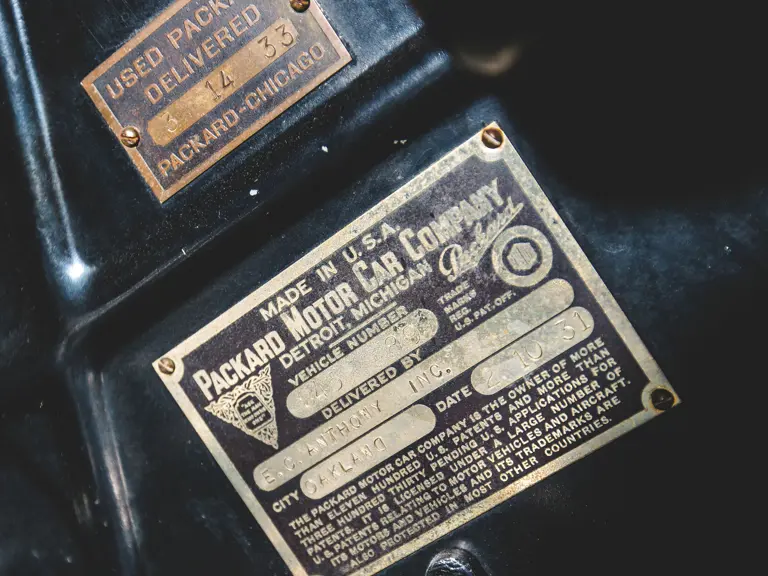 USED PACKA
DELIVERED
3 14 33
PACKARD-CHICAGO
MADE IN U.S.A.
PACKARD MOTOR CAR COMPANY
DETROIT, MICHIGAN
Packard
TRADE
MARKS
REG.
U.S. PAT. OFF.
VEHICLE NUMBER
DELIVERED BY
E.C. ANTHONY INC.
CITY OAKLAND DATE 2 10 31
THE PACKARD MOTOR CAR COMPANY IS THE OWNER OF MORE
THAN ELEVEN HUNDRED U.S. PATENTS AND MORE THAN
THREE HUNDRED THIRTY PENDING U.S. APPLICATIONS FOR
PATENTS. IT IS LICENSED UNDER A LARGE NUMBER OF
U.S. PATENTS RELATING TO MOTOR VEHICLES AND AIRCRAFT.
ITS MOTORS AND VEHICLES AND ITS TRADEMARKS ARE
ALSO PROTECTED IN MOST OTHER COUNTRIES.